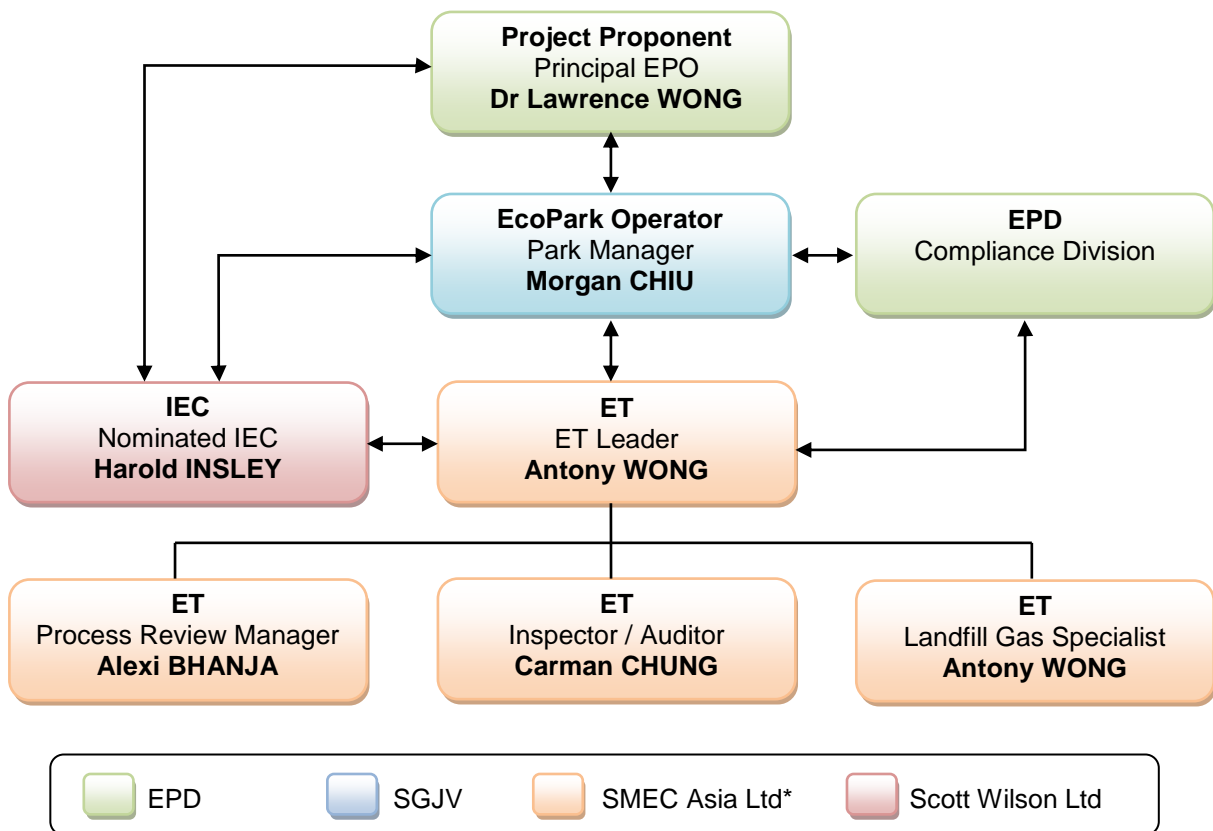 Project Proponent
Principal EPO
Dr Lawrence WONG
EcoPark Operator
Park Manager
Morgan CHIU
EPD
Compliance Division
IEC
Nominated IEC
Harold INSLEY
ET
ET Leader
Antony WONG
ET
Process Review Manager
Alexi BHANJA
ET
Inspector / Auditor
Carman CHUNG
ET
Landfill Gas Specialist
Antony WONG
EPD
SGJV
SMEC Asia Ltd*
Scott Wilson Ltd